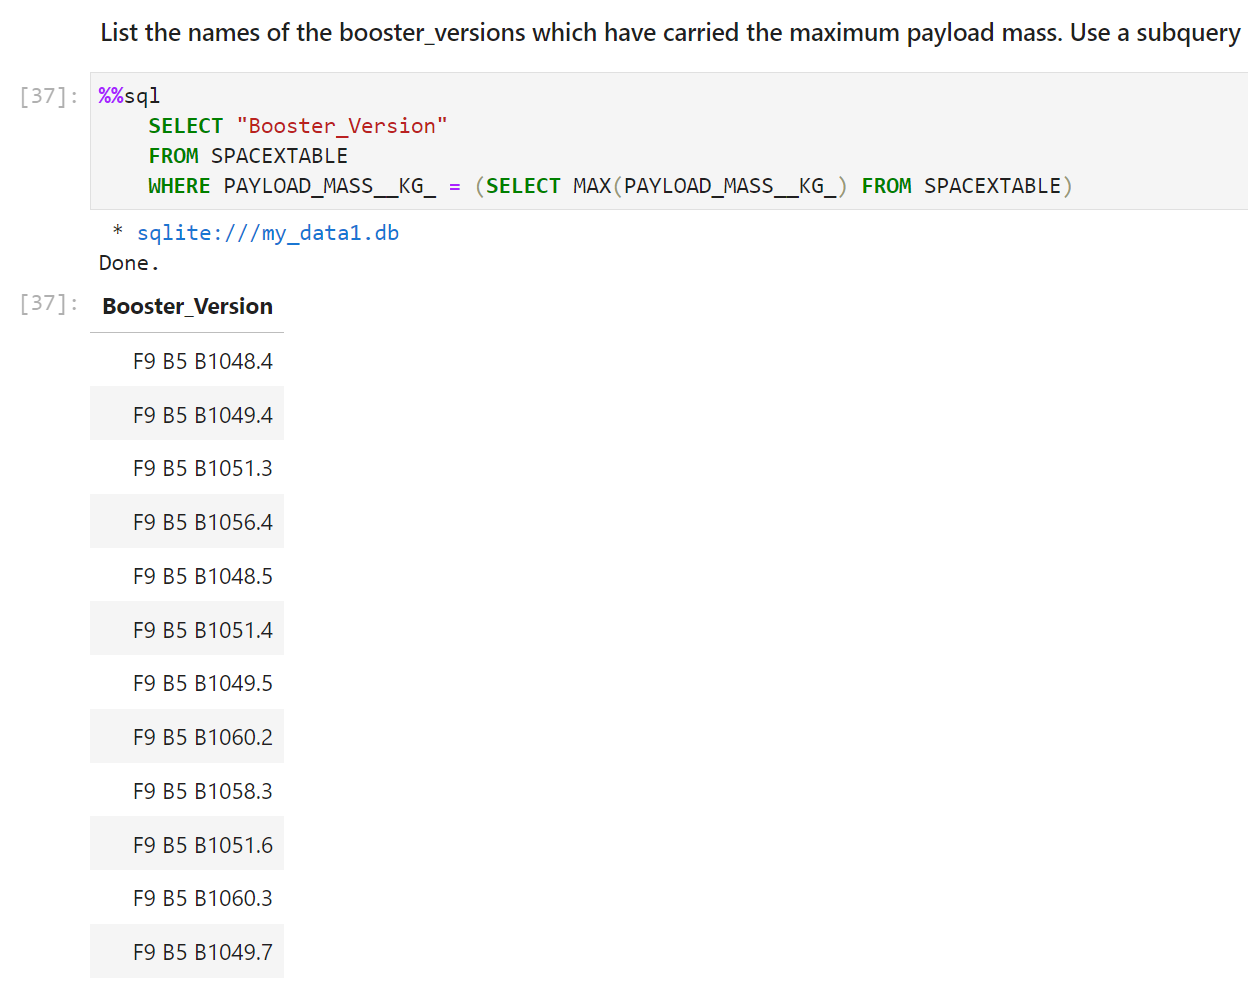 List the names of the booster_versions which have carried the maximum payload mass. Use a subquery
[37]: %%sql
SELECT "Booster_Version"
FROM SPACEXTABLE
WHERE PAYLOAD_MASS__KG_ = (SELECT MAX(PAYLOAD_MASS__KG_) FROM SPACEXTABLE)
* sqlite:///my_data1.db
Done.
[37]: Booster_Version
F9 B5 B1048.4
F9 B5 B1049.4
F9 B5 B1051.3
F9 B5 B1056.4
F9 B5 B1048.5
F9 B5 B1051.4
F9 B5 B1049.5
F9 B5 B1060.2
F9 B5 B1058.3
F9 B5 B1051.6
F9 B5 B1060.3
F9 B5 B1049.7